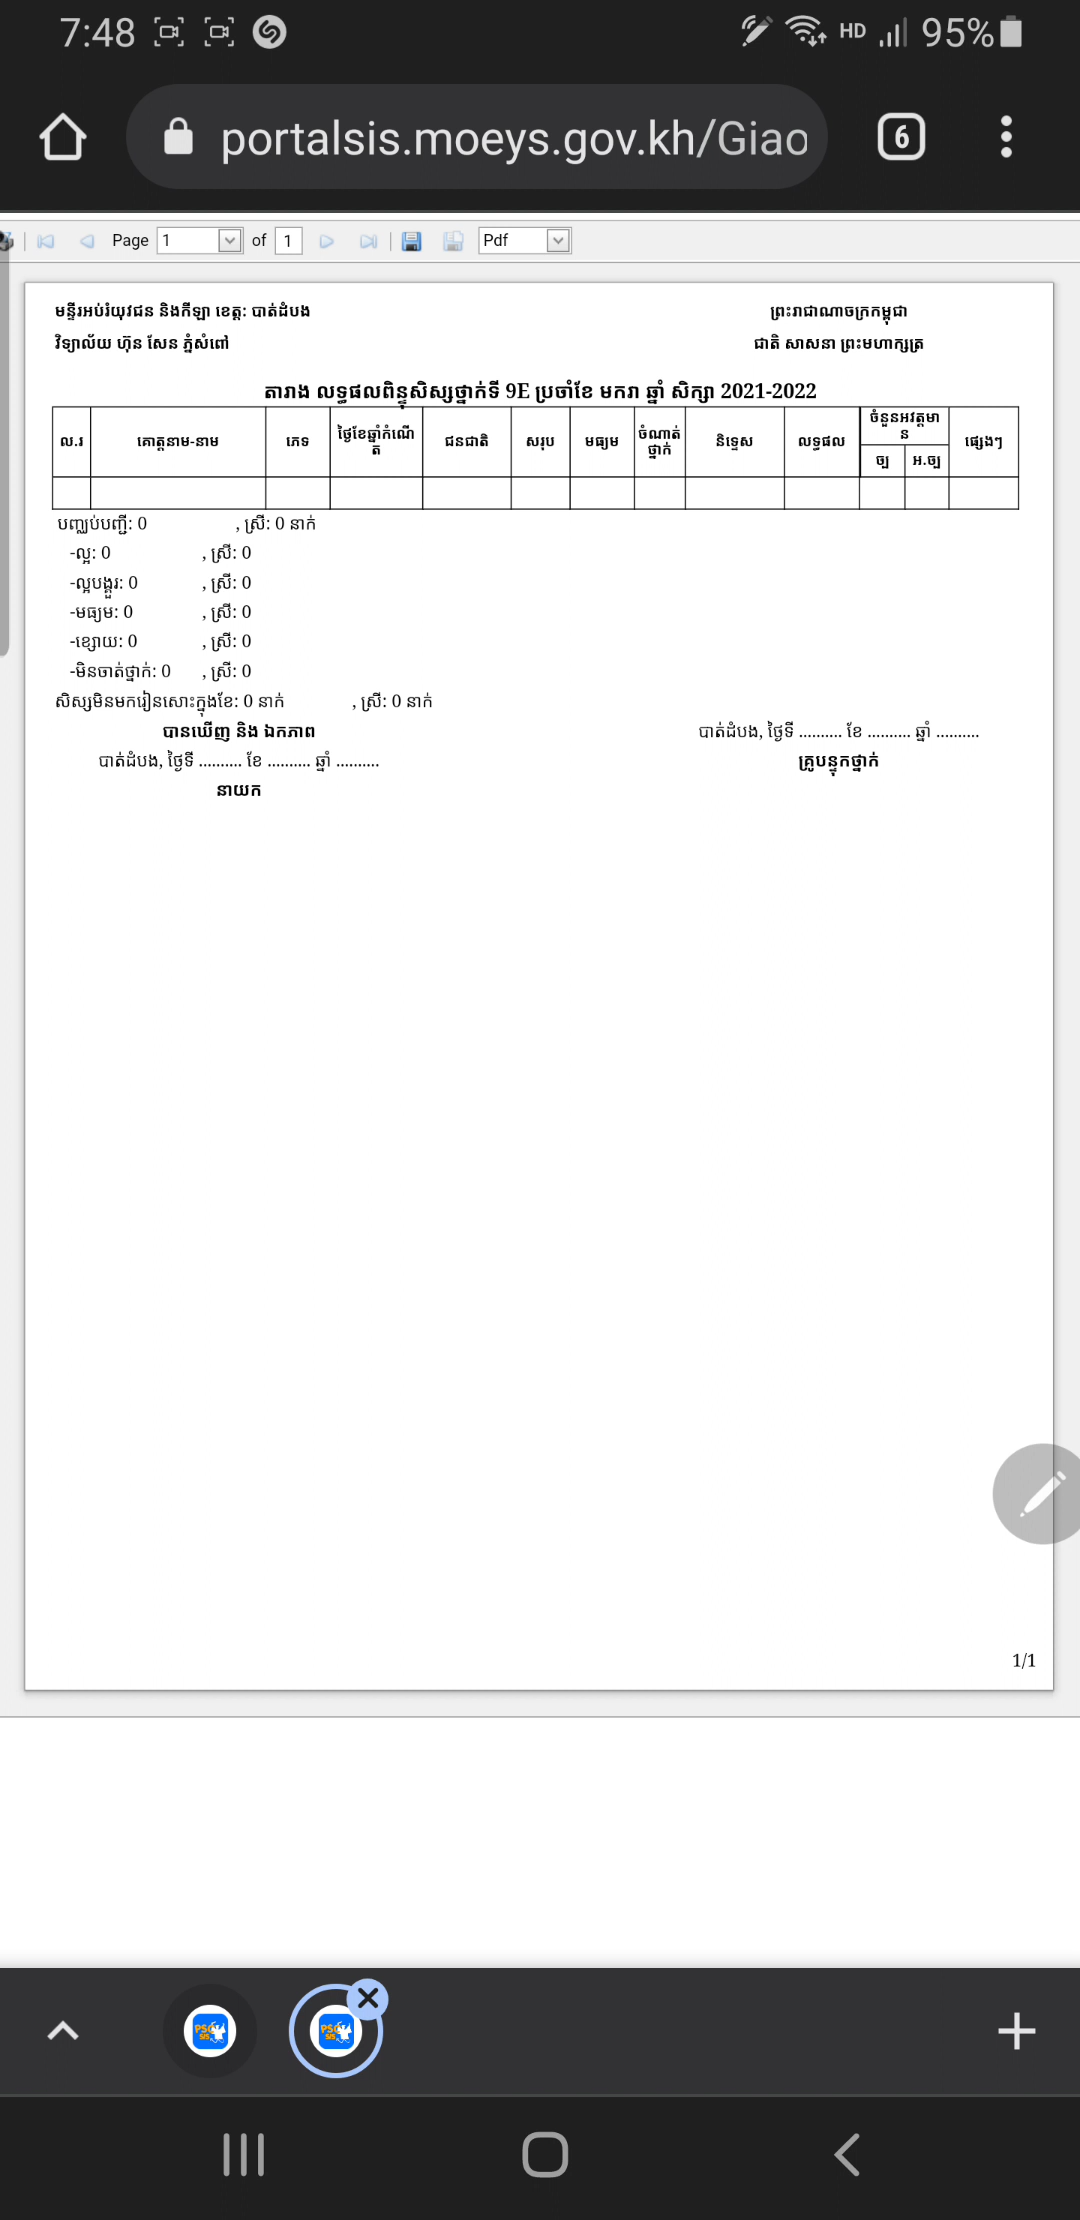 7:48 HD 95%
portalsis.moeys.gov.kh/Giao 6
Page 1 of 1 Pdf
មន្ទីរអប់រំយុវជន និងកីឡា ខេត្ត: បាត់ដំបង
ព្រះរាជាណាចក្រកម្ពុជា
វិទ្យាល័យ ហ៊ុន សែន ភ្នំសំពៅ
ជាតិ សាសនា ព្រះមហាក្សត្រ
តារាង លទ្ធផលពិន្ទុសិស្សថ្នាក់ទី 9E ប្រចាំខែ មករា ឆ្នាំ សិក្សា 2021-2022
ល.រ គោត្តនាម-នាម ភេទ ថ្ងៃខែឆ្នាំកំណើត ជនជាតិ សរុប មធ្យម ចំណាត់ថ្នាក់ និទ្ទេស លទ្ធផល ចំនួនអវត្តមាន ផ្សេងៗ
ច្ប អ.ច្ប
បញ្ឈប់បញ្ជី: 0 , ស្រី: 0 នាក់
-ល្អ: 0 , ស្រី: 0
-ល្អបង្គួរ: 0 , ស្រី: 0
-មធ្យម: 0 , ស្រី: 0
-ខ្សោយ: 0 , ស្រី: 0
-មិនចាត់ថ្នាក់: 0 , ស្រី: 0
សិស្សមិនមករៀនសោះក្នុងខែ: 0 នាក់ , ស្រី: 0 នាក់
បានឃើញ និង ឯកភាព
បាត់ដំបង, ថ្ងៃទី .......... ខែ .......... ឆ្នាំ ..........
បាត់ដំបង, ថ្ងៃទី .......... ខែ .......... ឆ្នាំ ..........
គ្រូបន្ទុកថ្នាក់
នាយក
1/1